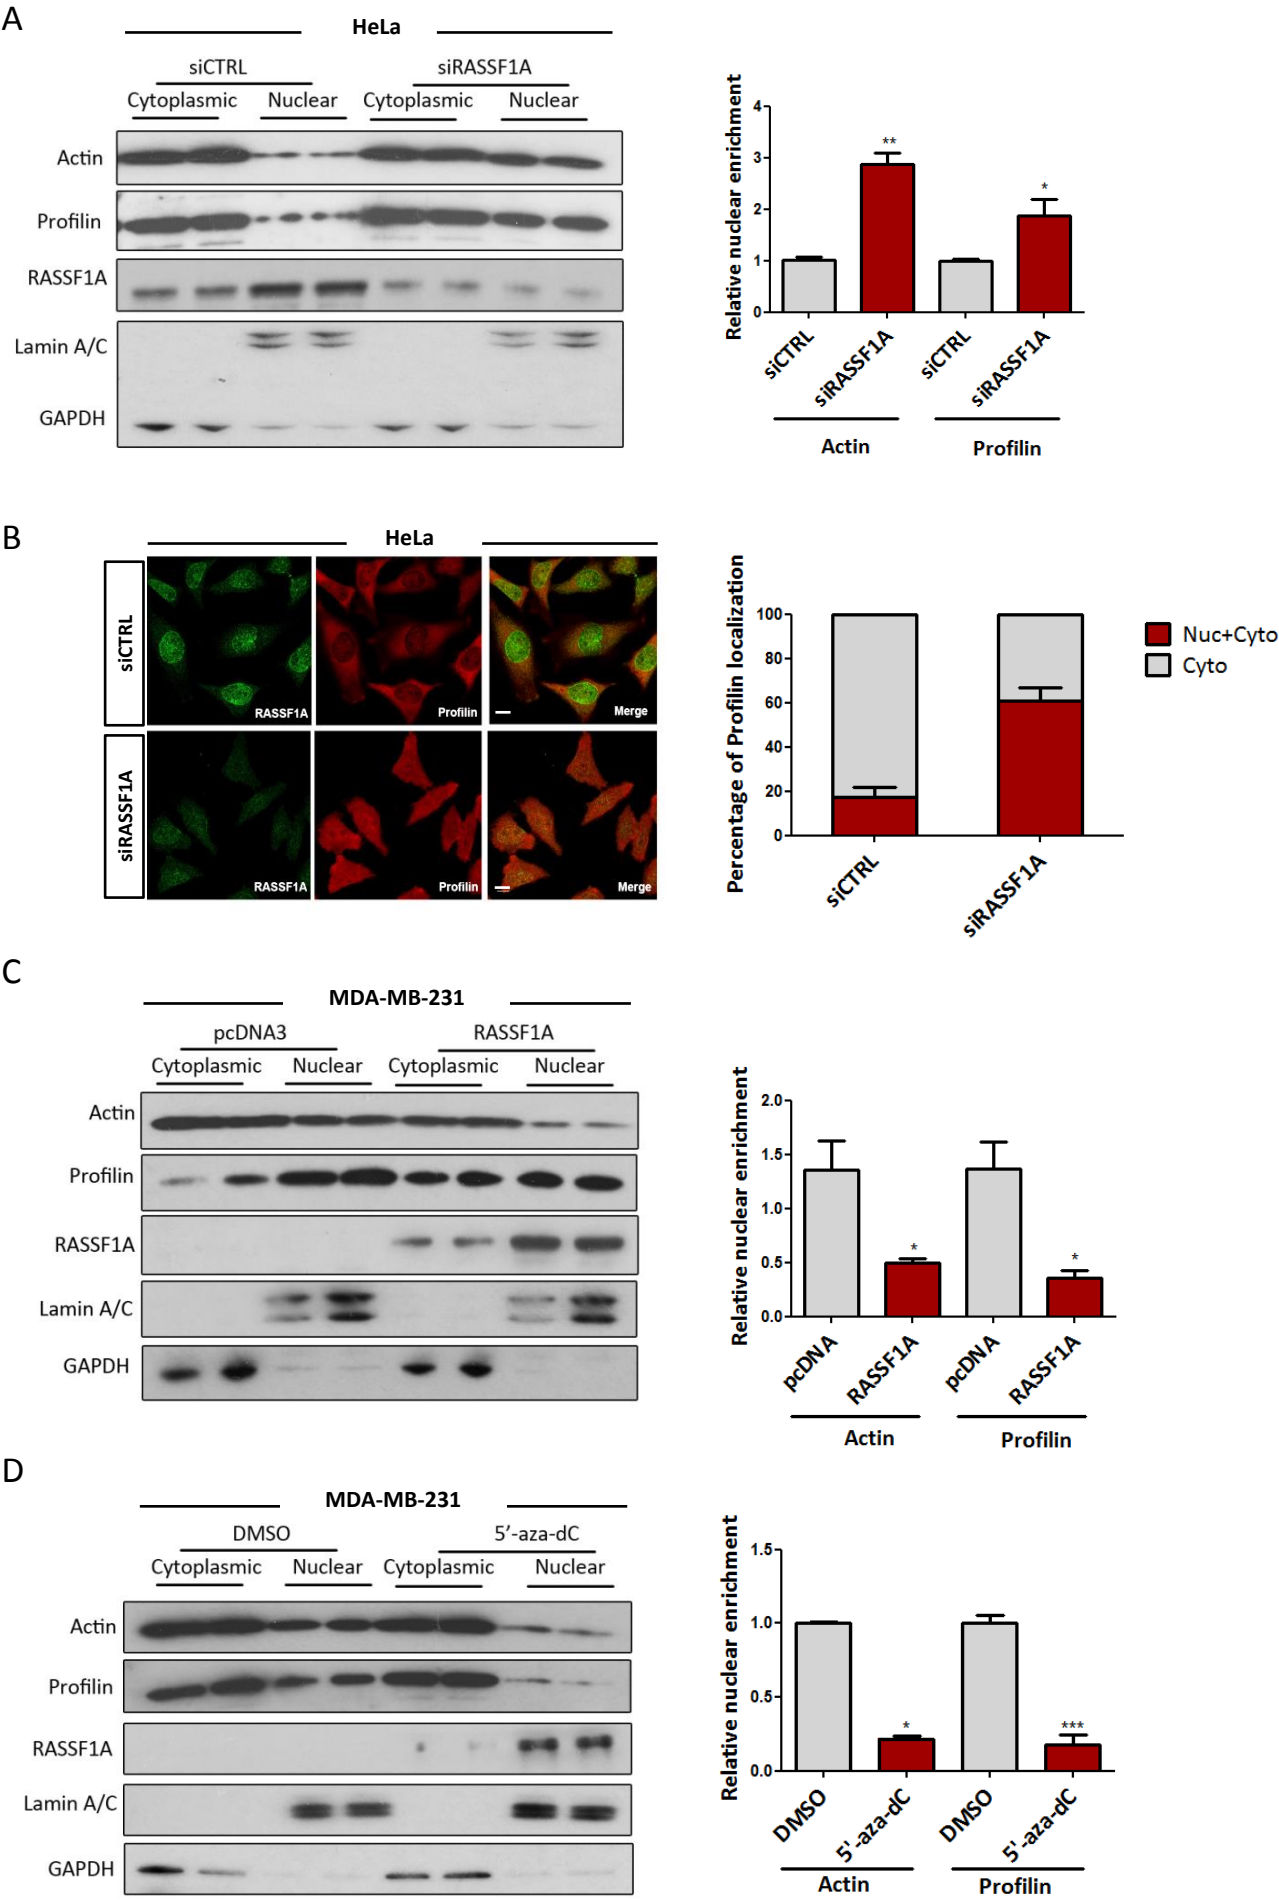 A
HeLa
siCTRL
siRASSF1A
Cytoplasmic
Nuclear
Cytoplasmic
Nuclear
Actin
Profilin
RASSF1A
Lamin A/C
GAPDH
Relative nuclear enrichment
4
3
2
1
0
**
*
siCTRL
siRASSF1A
siCTRL
siRASSF1A
Actin
Profilin
B
HeLa
siCTRL
RASSF1A
Profilin
Merge
siRASSF1A
RASSF1A
Profilin
Merge
Percentage of Profilin localization
100
80
60
40
20
0
siCTRL
siRASSF1A
Nuc+Cyto
Cyto
C
MDA-MB-231
pcDNA3
RASSF1A
Cytoplasmic
Nuclear
Cytoplasmic
Nuclear
Actin
Profilin
RASSF1A
Lamin A/C
GAPDH
Relative nuclear enrichment
2.0
1.5
1.0
0.5
0.0
*
*
pcDNA
RASSF1A
pcDNA
RASSF1A
Actin
Profilin
D
MDA-MB-231
DMSO
5’-aza-dC
Cytoplasmic
Nuclear
Cytoplasmic
Nuclear
Actin
Profilin
RASSF1A
Lamin A/C
GAPDH
Relative nuclear enrichment
1.5
1.0
0.5
0.0
*
***
DMSO
5'-aza-dC
DMSO
5'-aza-dC
Actin
Profilin